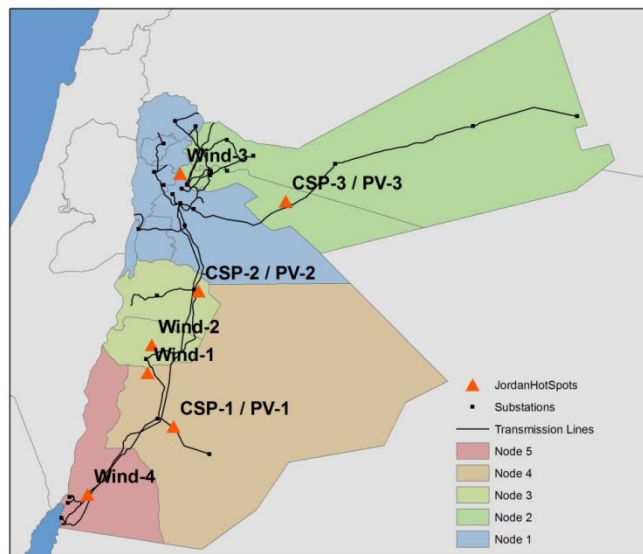 Wind-3
CSP-3 / PV-3
CSP-2 / PV-2
Wind-2
Wind-1
CSP-1 / PV-1
Wind-4
JordanHotSpots
Substations
Transmission Lines
Node 5
Node 4
Node 3
Node 2
Node 1